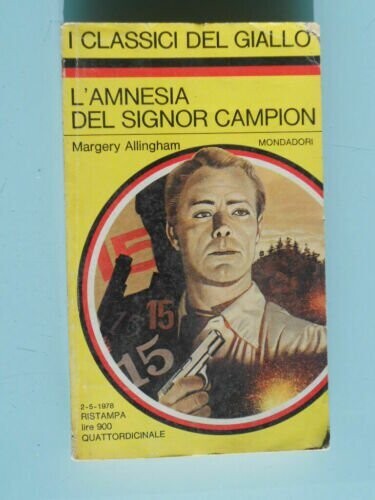 I CLASSICI DEL GIALLO
L'AMNESIA
DEL SIGNOR CAMPION
Margery Allingham MONDADORI
15
15
15
15
2-5-1978
RISTAMPA
lire 900
QUATTORDICINALE